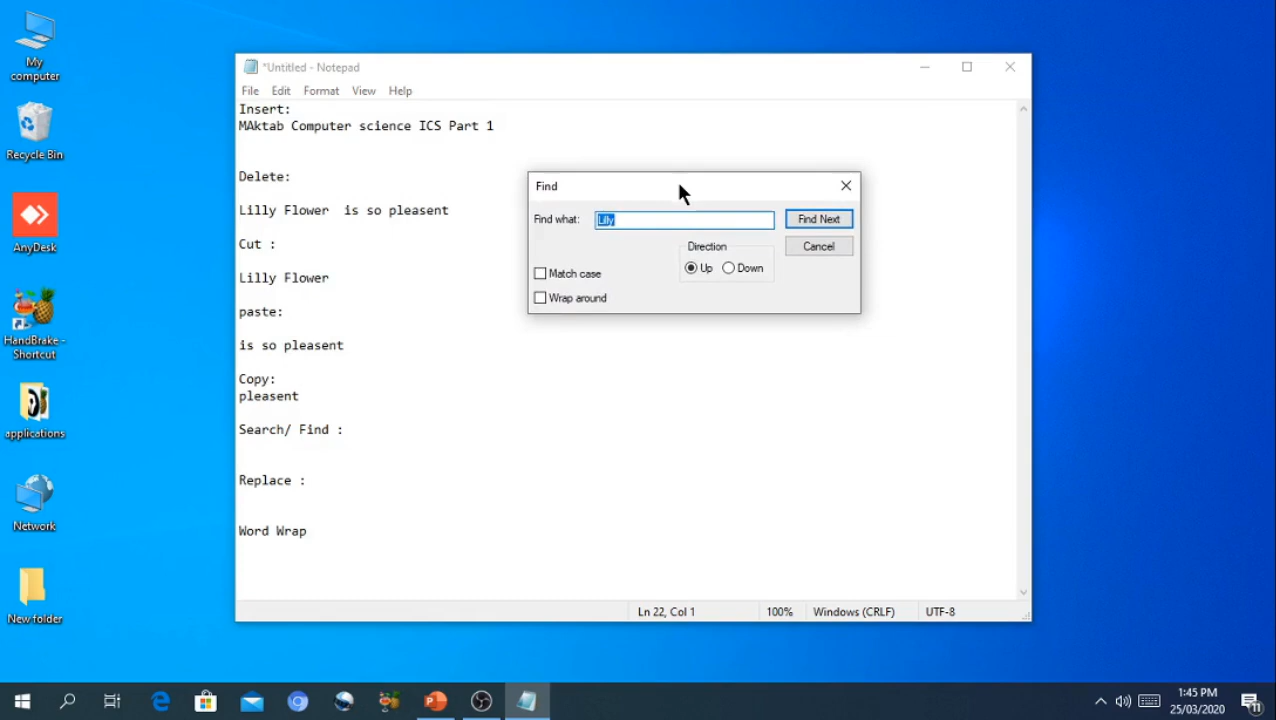 My
computer
Recycle Bin
AnyDesk
HandBrake -
Shortcut
applications
Network
New folder
*Untitled - Notepad
File Edit Format View Help
Insert:
MAktab Computer science ICS Part 1
Delete:
Lilly Flower  is so pleasent
Cut :
Lilly Flower
paste:
is so pleasent
Copy:
pleasent
Search/ Find :
Replace :
Word Wrap
Find
Find what: Lily Find Next
Direction Cancel
Up Down
Match case
Wrap around
Ln 22, Col 1 100% Windows (CRLF) UTF-8
1:45 PM
25/03/2020
11